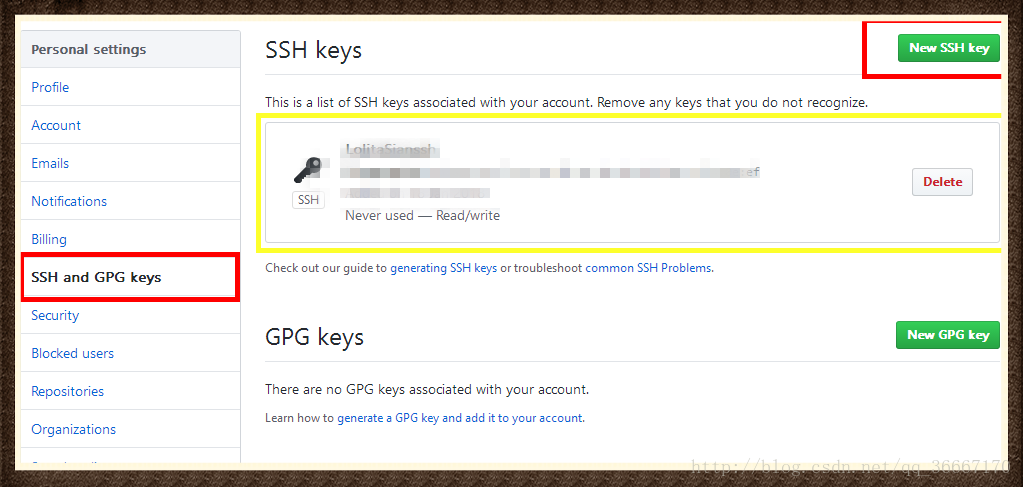 Personal settings
Profile
Account
Emails
Notifications
Billing
SSH and GPG keys
Security
Blocked users
Repositories
Organizations
SSH keys
New SSH key
This is a list of SSH keys associated with your account. Remove any keys that you do not recognize.
SSH
Never used — Read/write
Delete
Check out our guide to generating SSH keys or troubleshoot common SSH Problems.
GPG keys
New GPG key
There are no GPG keys associated with your account.
Learn how to generate a GPG key and add it to your account.
http://blog.csdn.net/qq_36667170